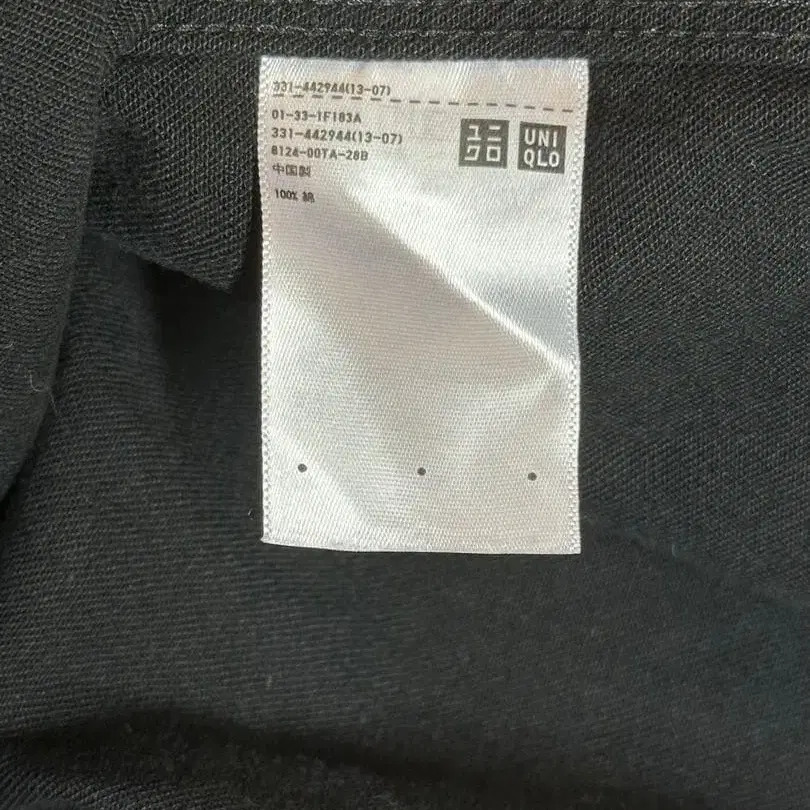 331-442944(13-07)
01-33-1F183A
331-442944(13-07)
8124-00TA-28B
中国製
100% 綿
ユニ
クロ
UNI
QLO